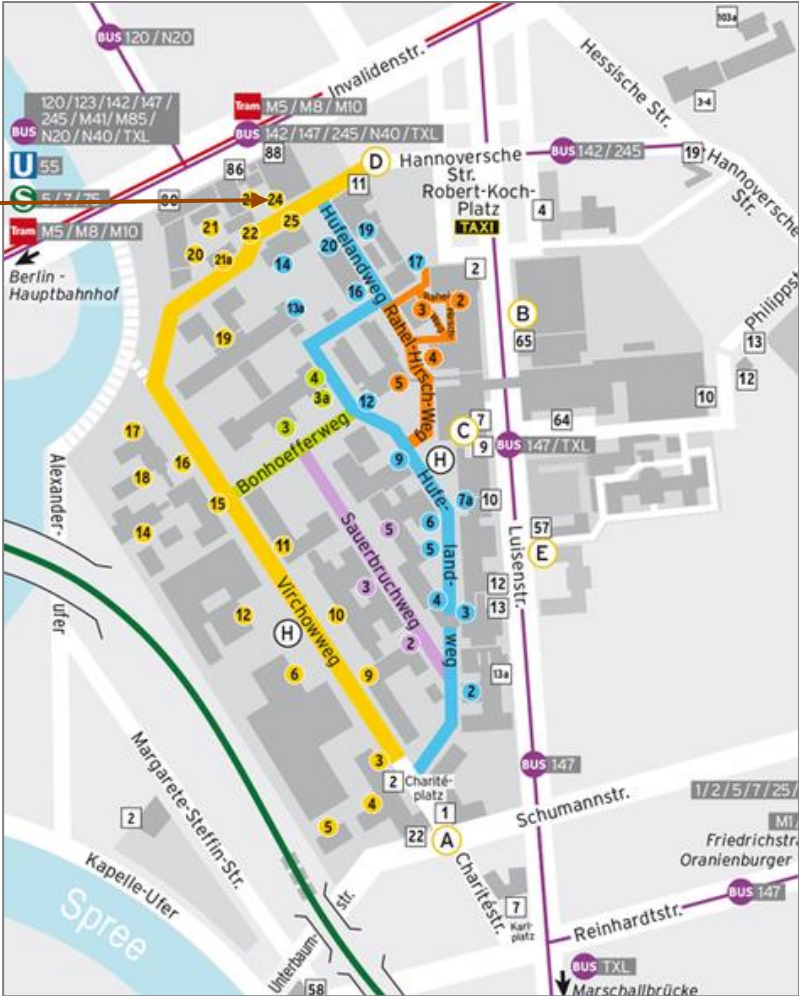 BUS 120 / N20
120/123/142/147/
245 / M41/ M85 /
N20 / N40 / TXL
BUS
U 55
S 5 / 7 / 75
Tram M5 / M8 / M10
Berlin -
Hauptbahnhof
Invalidenstr.
Tram M5 / M8 / M10
BUS 142 / 147 / 245 / N40 / TXL
88
86
80
D
11
Hannoversche
Str.
Robert-Koch-
Platz
TAXI
BUS 142 / 245
19
Hannoversche
Str.
Hessische Str.
103a
3-4
4
2
24
25
22
21
21a
20
19
Hufelandweg
19
20
14
16
13a
17
Rahel-
Hirsch-
Weg
3
2
Rahel-Hirsch-Weg
4
5
B
65
Philippstr
13
12
10
64
7
C
9
H
BUS 147 / TXL
4
3a
3
12
Bonhoefferweg
9
Hufe-
land-
weg
7a
10
6
5
4
3
2
57
E
Luisenstr.
12
13
13a
Sauerbruchweg
5
3
2
17
18
16
15
14
11
Virchowweg
12
10
H
6
9
3
4
5
2
Charité-
platz
1
22
A
Alexander-
ufer
Margarete-Steffin-Str.
2
Kapelle-Ufer
Spree
Unterbaum-
str.
58
Charitéstr.
7
Karl-
platz
Schumannstr.
BUS 147
1 / 2 / 5 / 7 / 25 /
M1
Friedrichstr
Oranienburger
BUS 147
Reinhardtstr.
BUS TXL
Marschallbrücke